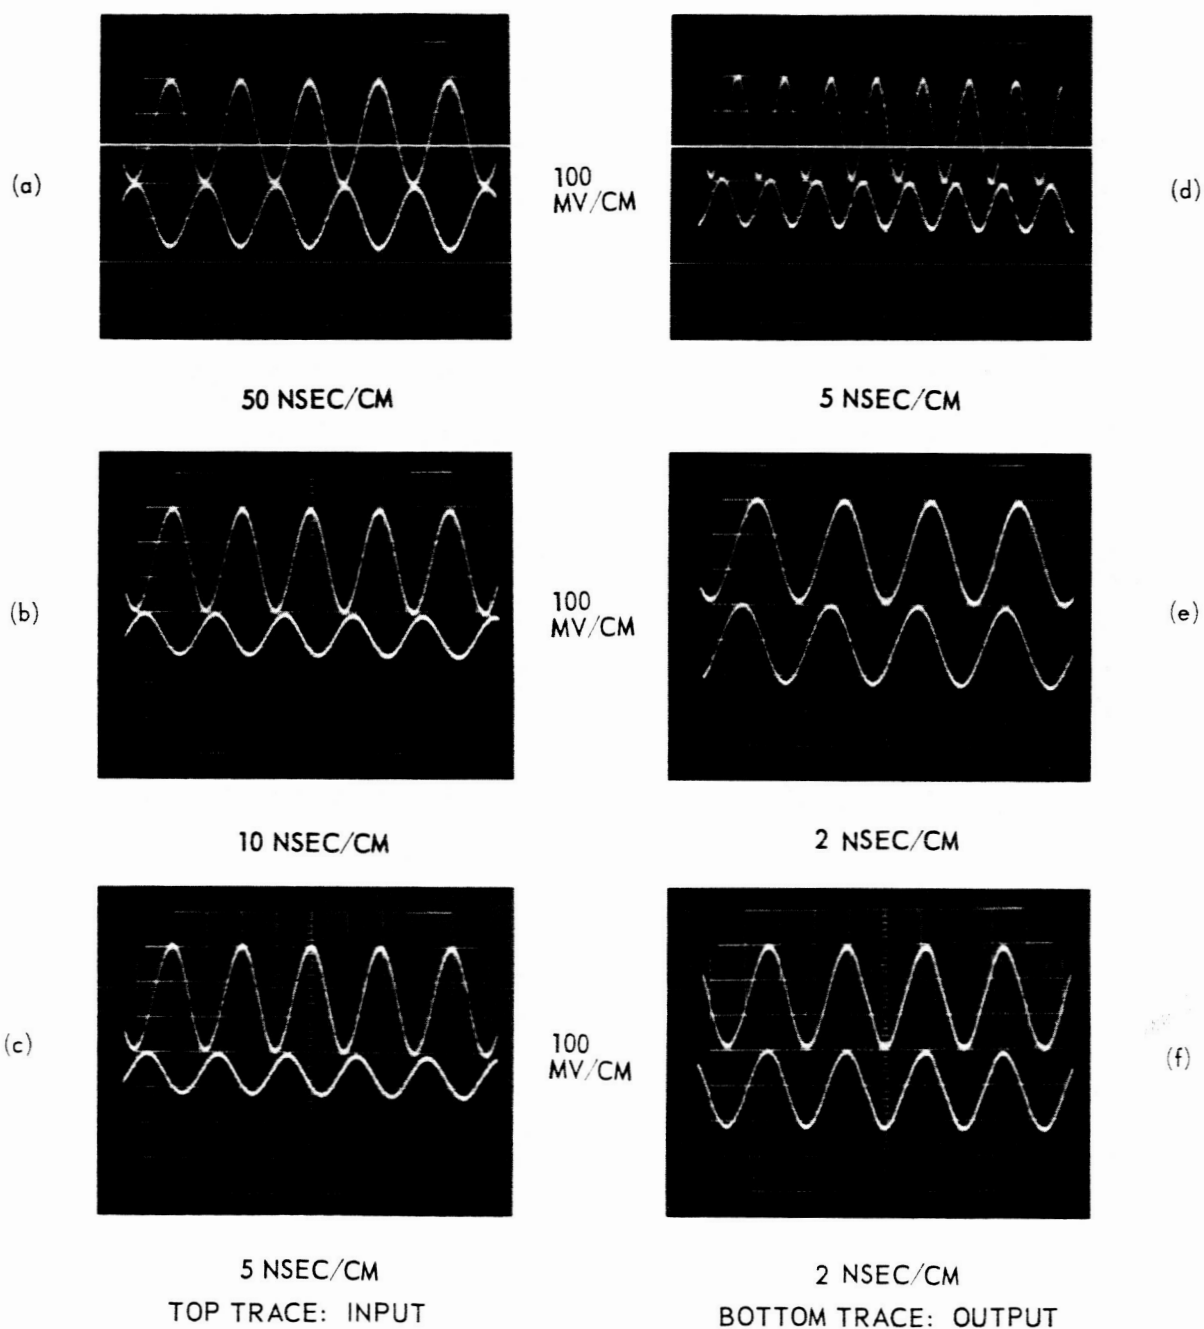 (a)
100
MV/CM
(d)
50 NSEC/CM
5 NSEC/CM
(b)
100
MV/CM
(e)
10 NSEC/CM
2 NSEC/CM
(c)
100
MV/CM
(f)
5 NSEC/CM
2 NSEC/CM
TOP TRACE: INPUT
BOTTOM TRACE: OUTPUT